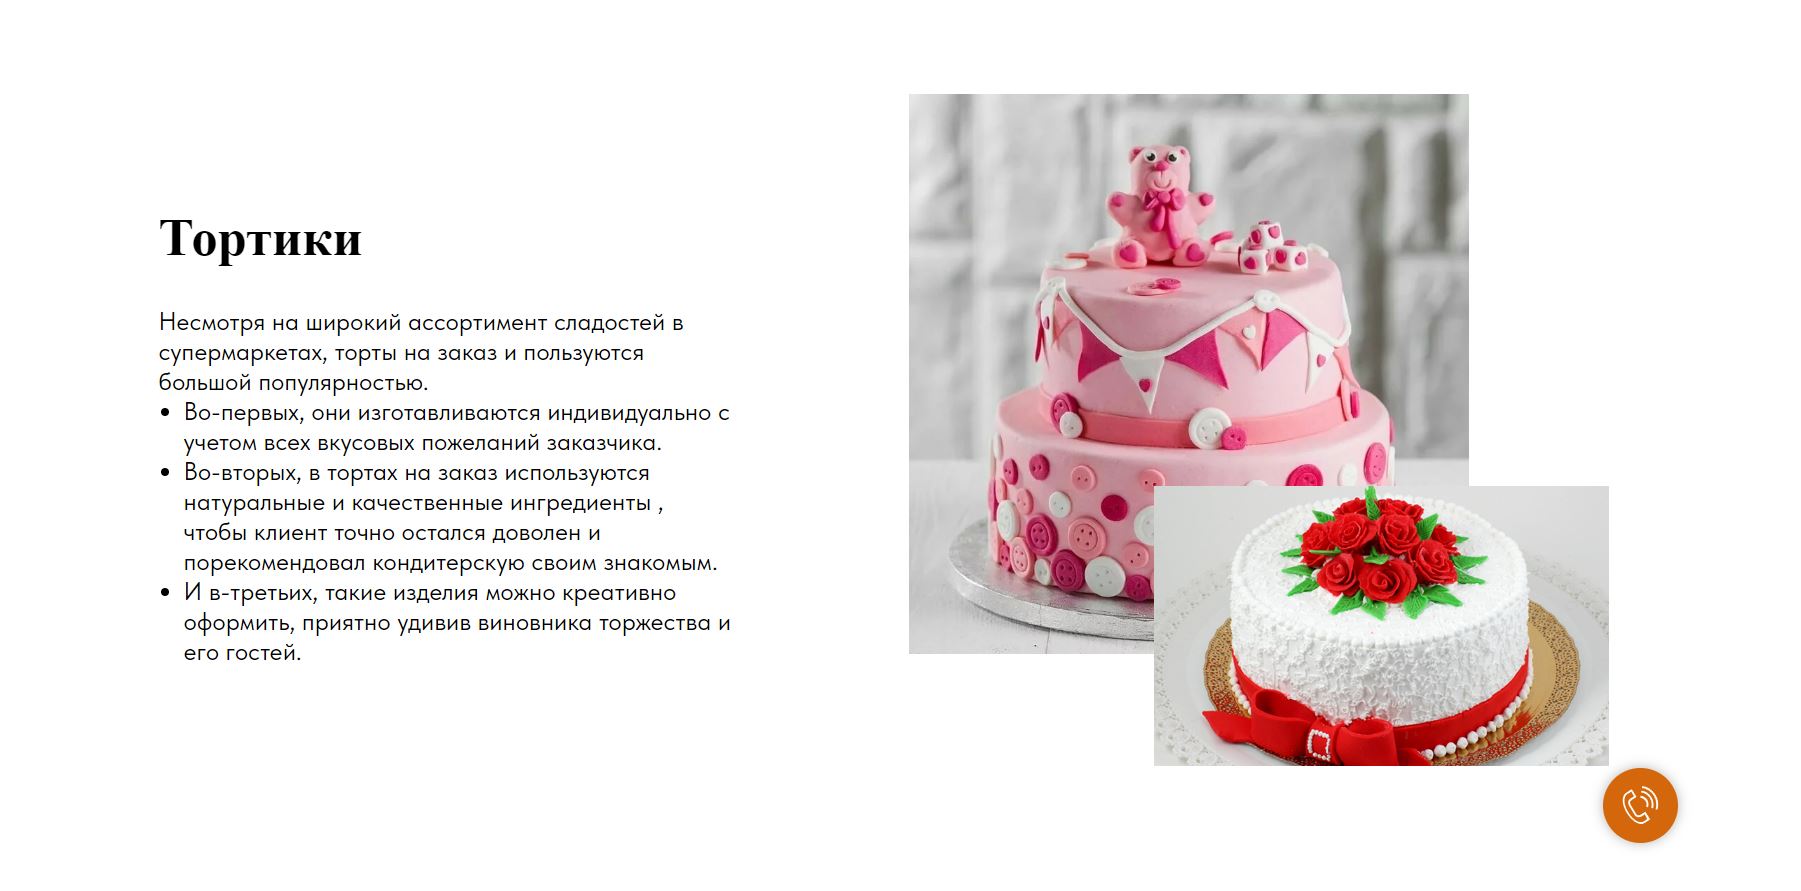 Тортики
Несмотря на широкий ассортимент сладостей в
супермаркетах, торты на заказ и пользуются
большой популярностью.
• Во-первых, они изготавливаются индивидуально с
учетом всех вкусовых пожеланий заказчика.
• Во-вторых, в тортах на заказ используются
натуральные и качественные ингредиенты ,
чтобы клиент точно остался доволен и
порекомендовал кондитерскую своим знакомым.
• И в-третьих, такие изделия можно креативно
оформить, приятно удивив виновника торжества и
его гостей.